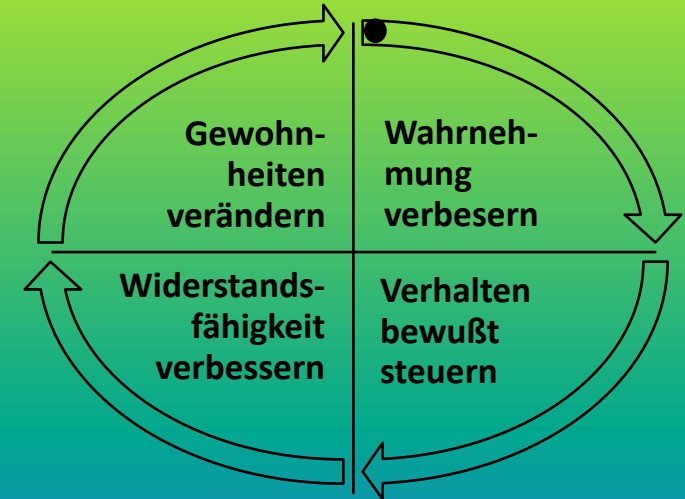 Gewohn-
heiten
verändern
Wahrneh-
mung
verbesern
Widerstands-
fähigkeit
verbessern
Verhalten
bewußt
steuern